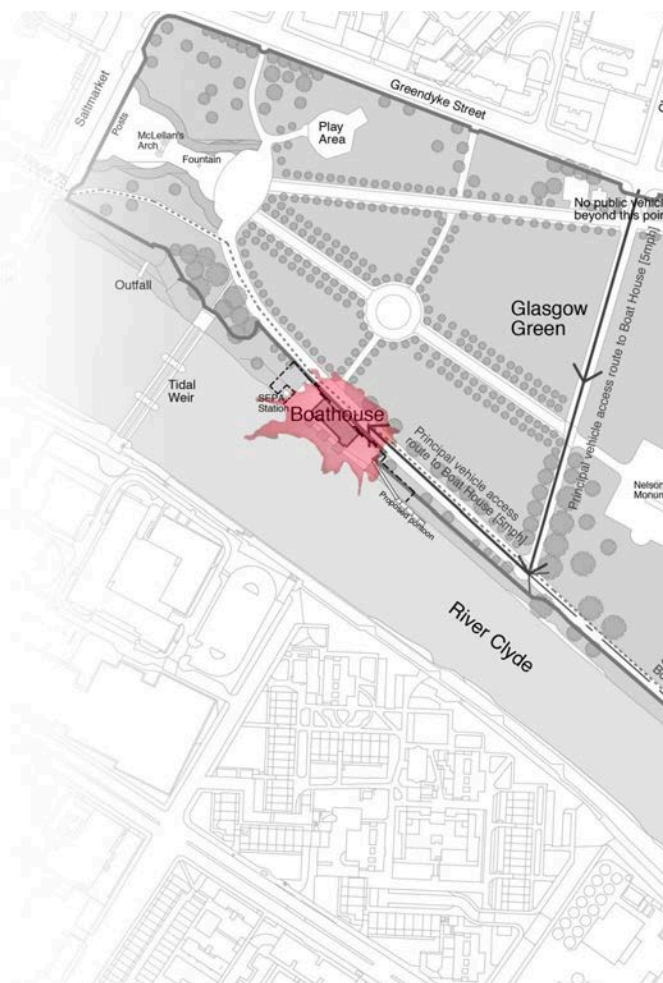 Saltmarket
Posts
McLellan's
Arch
Fountain
Play
Area
Greendyke Street
No public vehicle
beyond this point
Outfall
Tidal
Weir
Glasgow
Green
Principal vehicle access route to Boat House [5mph]
SEPA
Station
Boathouse
Principal vehicle access
route to Boat House [5mph]
Proposed pontoon
Nelson
Monum
River Clyde